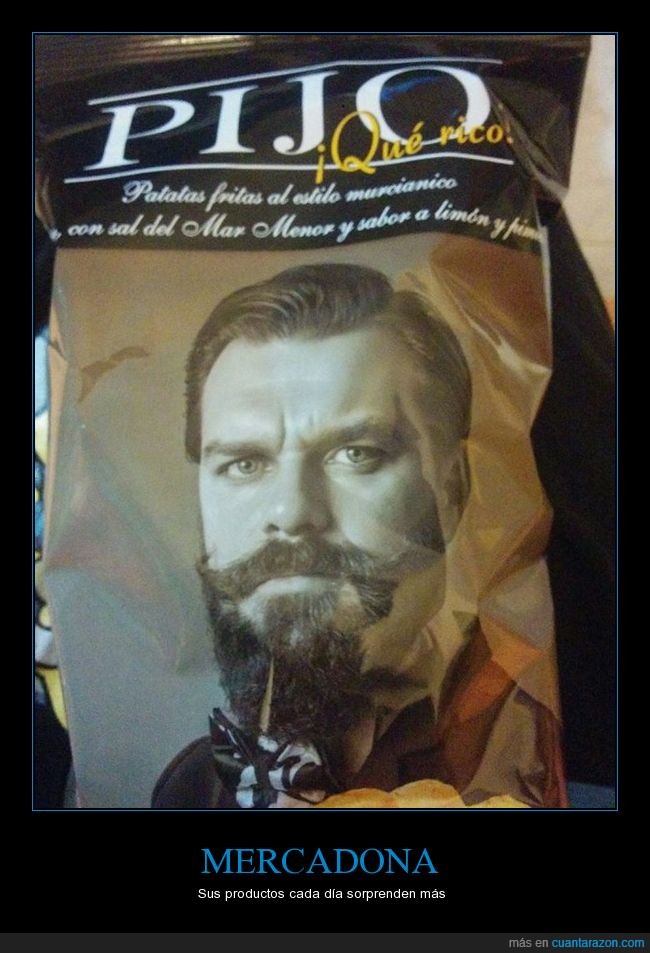 PIJO
¡Qué rico!
Patatas fritas al estilo murcianico
con sal del Mar Menor y sabor a limón y
MERCADONA
Sus productos cada día sorprenden más
más en cuantarazon.com